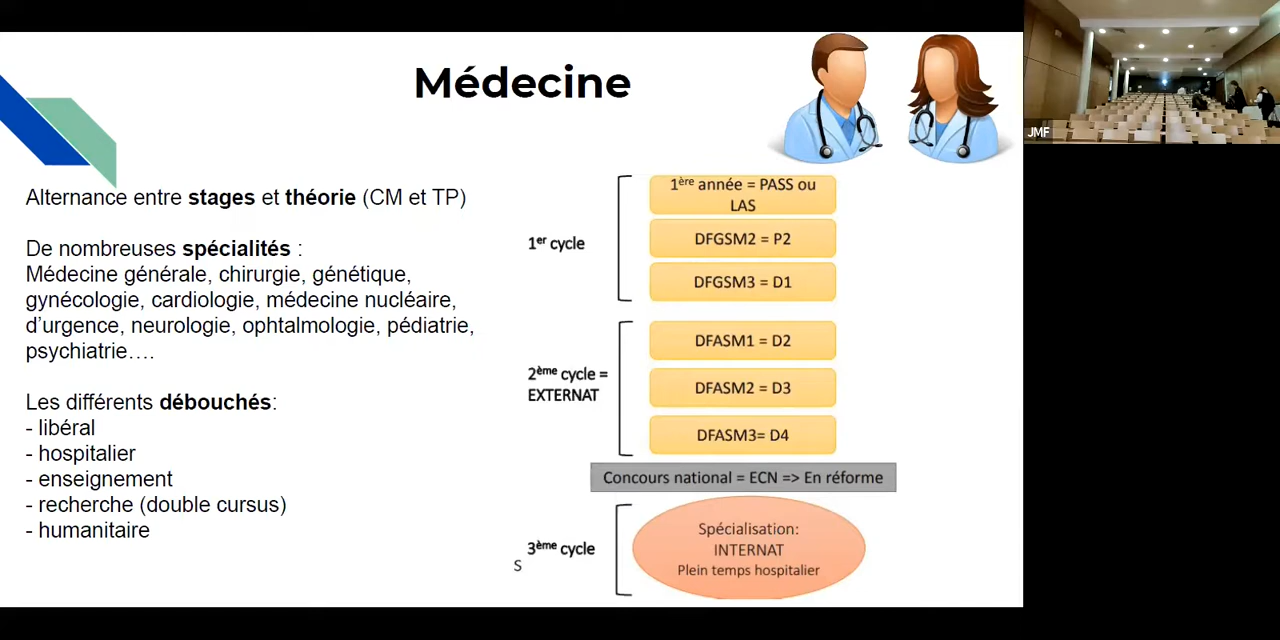 Médecine
JMF
Alternance entre stages et théorie (CM et TP)
De nombreuses spécialités :
Médecine générale, chirurgie, génétique,
gynécologie, cardiologie, médecine nucléaire,
d’urgence, neurologie, ophtalmologie, pédiatrie,
psychiatrie….
Les différents débouchés:
- libéral
- hospitalier
- enseignement
- recherche (double cursus)
- humanitaire
1er cycle
1ère année = PASS ou
LAS
DFGSM2 = P2
DFGSM3 = D1
2ème cycle =
EXTERNAT
DFASM1 = D2
DFASM2 = D3
DFASM3= D4
Concours national = ECN => En réforme
3ème cycle
S
Spécialisation:
INTERNAT
Plein temps hospitalier